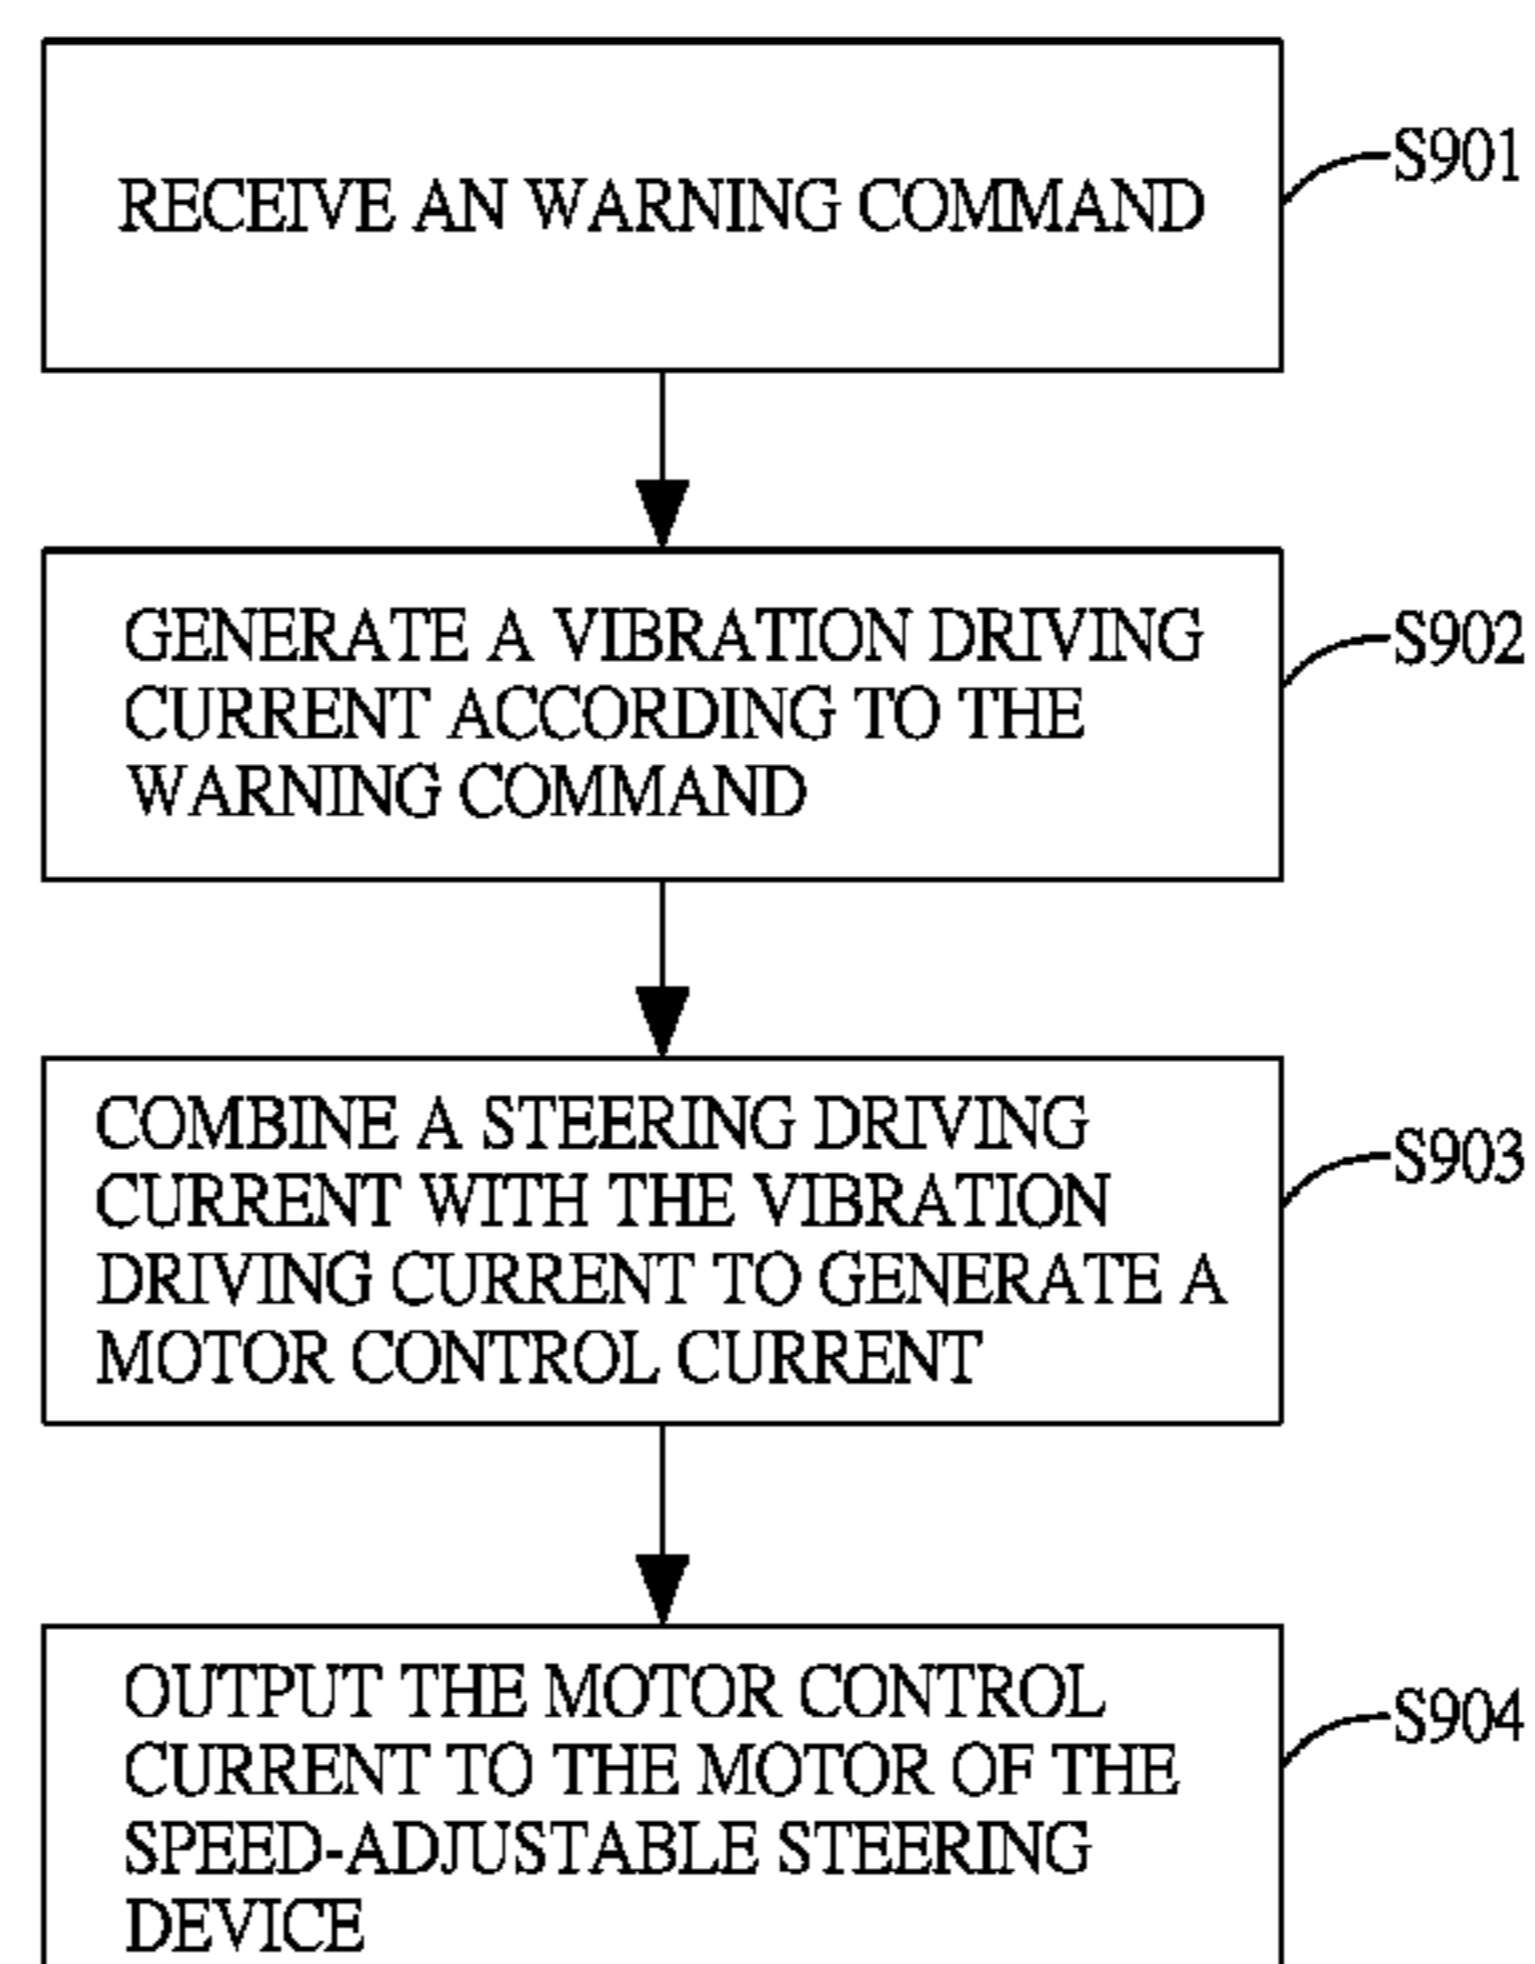 RECEIVE AN WARNING COMMAND
S901
GENERATE A VIBRATION DRIVING
CURRENT ACCORDING TO THE
WARNING COMMAND
S902
COMBINE A STEERING DRIVING
CURRENT WITH THE VIBRATION
DRIVING CURRENT TO GENERATE A
MOTOR CONTROL CURRENT
S903
OUTPUT THE MOTOR CONTROL
CURRENT TO THE MOTOR OF THE
SPEED-ADJUSTABLE STEERING
DEVICE
S904